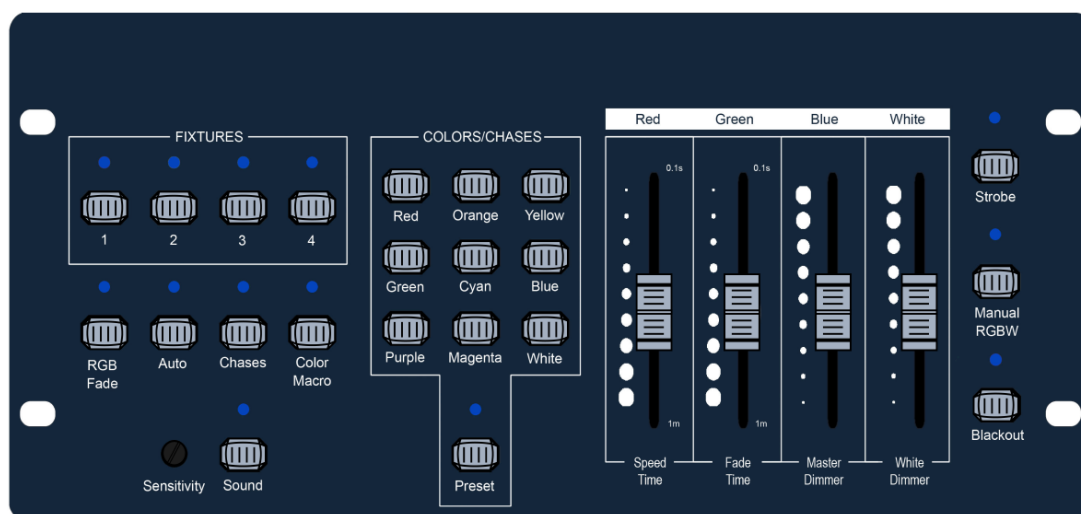 FIXTURES
1 2 3 4
RGB Fade
Auto
Chases
Color Macro
Sensitivity
Sound
COLORS/CHASES
Red Orange Yellow
Green Cyan Blue
Purple Magenta White
Preset
Red Green Blue White
0.1s 0.1s
1m 1m
Speed Time
Fade Time
Master Dimmer
White Dimmer
Strobe
Manual RGBW
Blackout